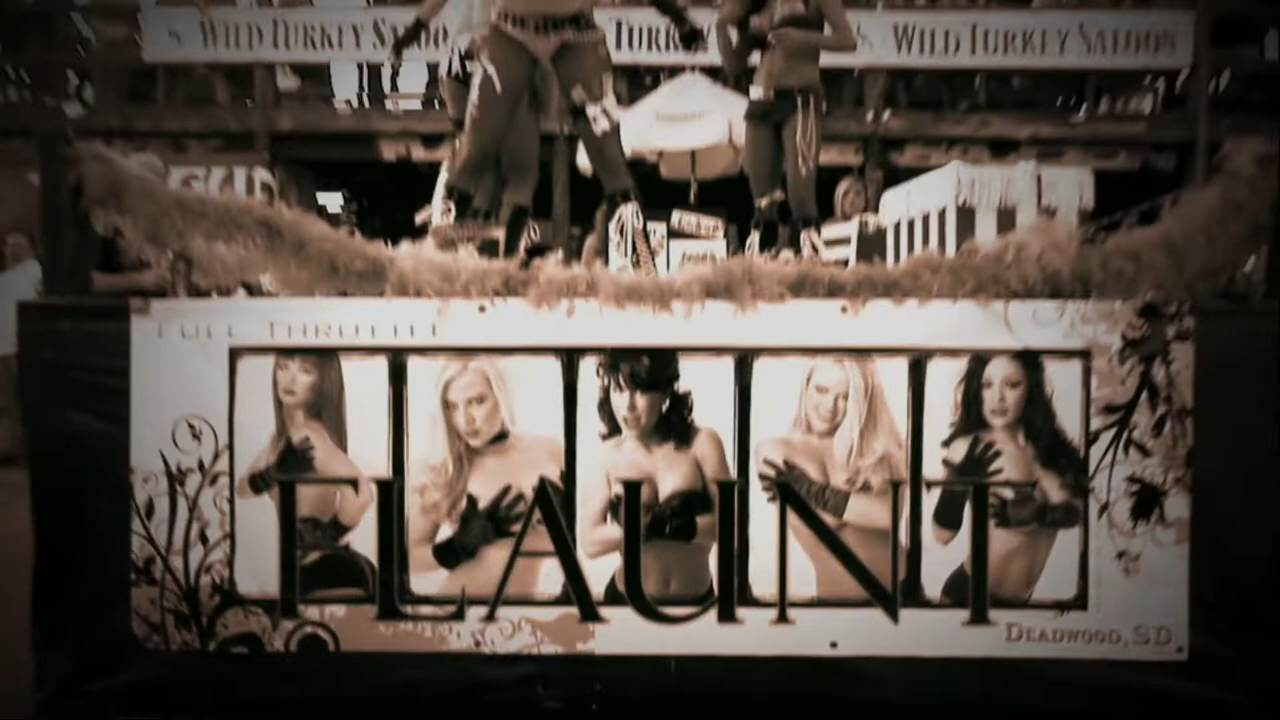 WILD TURKEY SALOON
TURKEY
WILD TURKEY SALOON
FULL THROTTLE
FLAUNT
DEADWOOD, SD